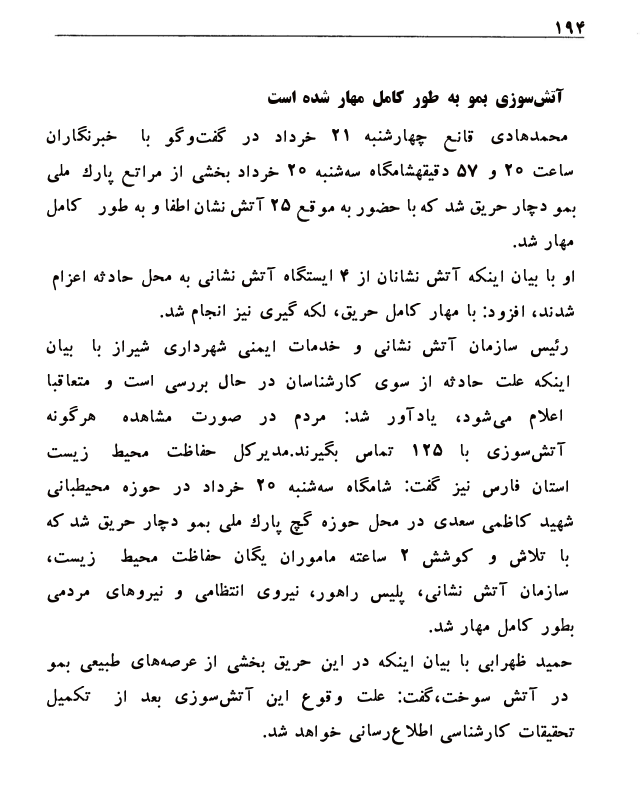 ۱۹۴
آتش‌سوزی بمو به طور کامل مهار شده است
محمدهادی قانع چهارشنبه ۲۱ خرداد در گفت‌وگو با خبرنگاران
ساعت ۲۰ و ۵۷ دقیقهشامگاه سه‌شنبه ۲۰ خرداد بخشی از مراتع پارك ملی
بمو دچار حریق شد که با حضور به موقع ۲۵ آتش نشان اطفا و به طور کامل
مهار شد.
او با بیان اینکه آتش نشانان از ۴ ایستگاه آتش نشانی به محل حادثه اعزام
شدند، افزود: با مهار کامل حریق، لکه گیری نیز انجام شد.
رئیس سازمان آتش نشانی و خدمات ایمنی شهرداری شیراز با بیان
اینکه علت حادثه از سوی کارشناسان در حال بررسی است و متعاقبا
اعلام می‌شود، یادآور شد: مردم در صورت مشاهده هرگونه
آتش‌سوزی با ۱۲۵ تماس بگیرند.مدیرکل حفاظت محیط زیست
استان فارس نیز گفت: شامگاه سه‌شنبه ۲۰ خرداد در حوزه محیطبانی
شهید کاظمی سعدی در محل حوزه گچ پارك ملی بمو دچار حریق شد که
با تلاش و کوشش ۲ ساعته ماموران یگان حفاظت محیط زیست،
سازمان آتش نشانی، پلیس راهور، نیروی انتظامی و نیروهای مردمی
بطور کامل مهار شد.
حمید ظهرابی با بیان اینکه در این حریق بخشی از عرصه‌های طبیعی بمو
در آتش سوخت،گفت: علت وقوع این آتش‌سوزی بعد از تکمیل
تحقیقات کارشناسی اطلاع‌رسانی خواهد شد.